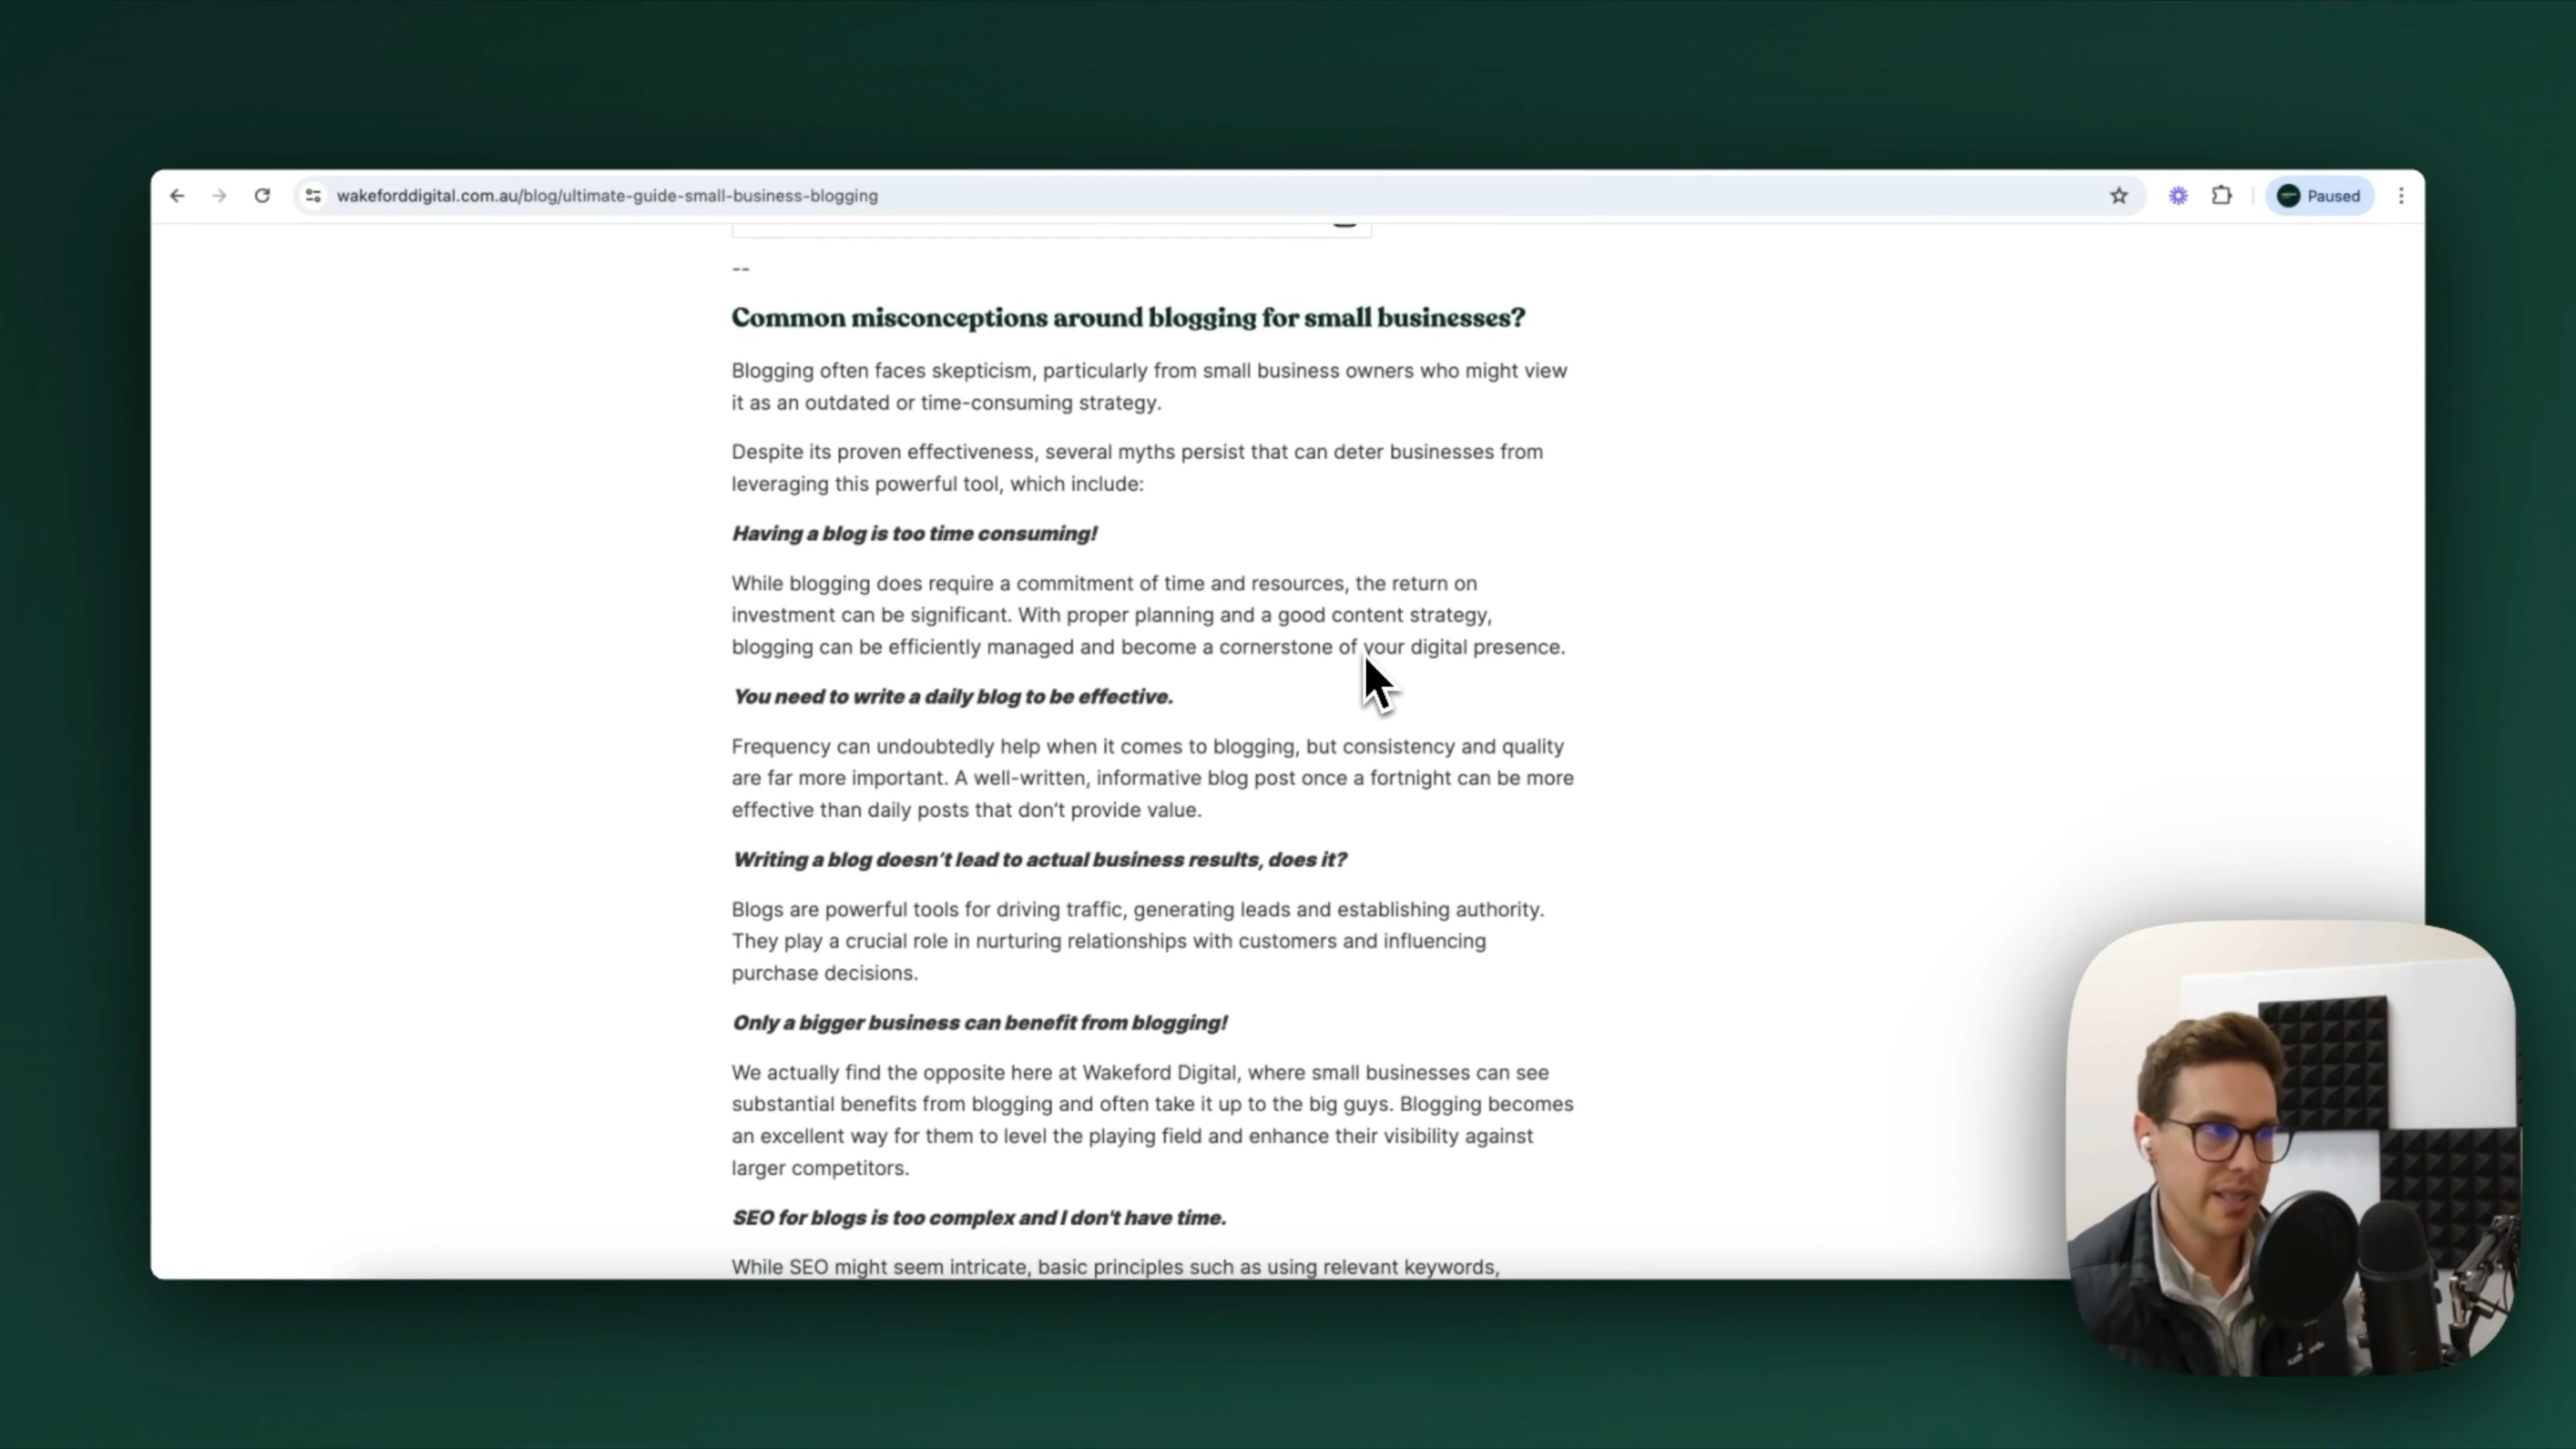 wakeforddigital.com.au/blog/ultimate-guide-small-business-blogging
Paused
--
Common misconceptions around blogging for small businesses?
Blogging often faces skepticism, particularly from small business owners who might view
it as an outdated or time-consuming strategy.
Despite its proven effectiveness, several myths persist that can deter businesses from
leveraging this powerful tool, which include:
Having a blog is too time consuming!
While blogging does require a commitment of time and resources, the return on
investment can be significant. With proper planning and a good content strategy,
blogging can be efficiently managed and become a cornerstone of your digital presence.
You need to write a daily blog to be effective.
Frequency can undoubtedly help when it comes to blogging, but consistency and quality
are far more important. A well-written, informative blog post once a fortnight can be more
effective than daily posts that don’t provide value.
Writing a blog doesn’t lead to actual business results, does it?
Blogs are powerful tools for driving traffic, generating leads and establishing authority.
They play a crucial role in nurturing relationships with customers and influencing
purchase decisions.
Only a bigger business can benefit from blogging!
We actually find the opposite here at Wakeford Digital, where small businesses can see
substantial benefits from blogging and often take it up to the big guys. Blogging becomes
an excellent way for them to level the playing field and enhance their visibility against
larger competitors.
SEO for blogs is too complex and I don't have time.
While SEO might seem intricate, basic principles such as using relevant keywords,